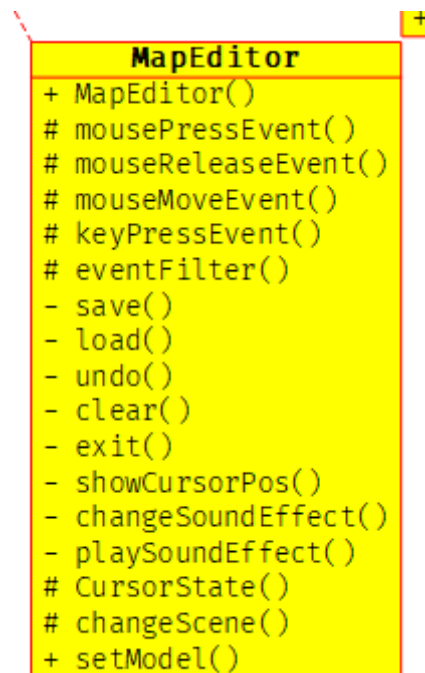 +
MapEditor
+ MapEditor()
# mousePressEvent()
# mouseReleaseEvent()
# mouseMoveEvent()
# keyPressEvent()
# eventFilter()
- save()
- load()
- undo()
- clear()
- exit()
- showCursorPos()
- changeSoundEffect()
- playSoundEffect()
# CursorState()
# changeScene()
+ setModel()